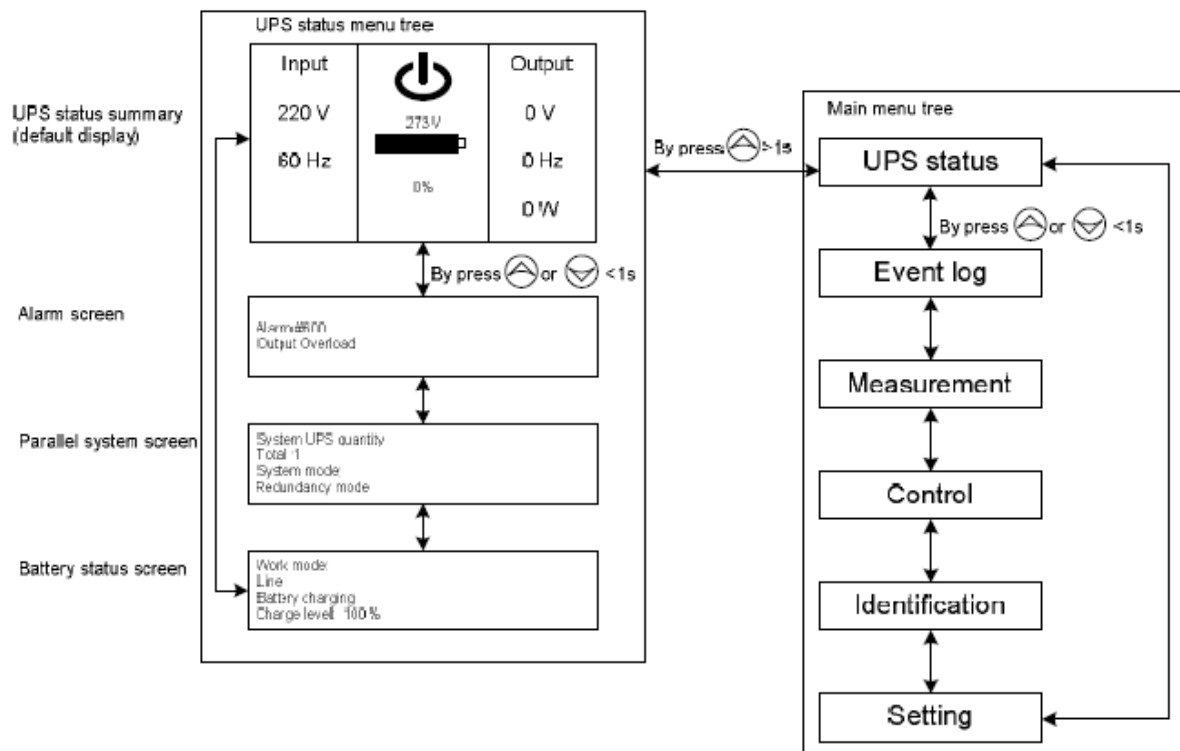 UPS status menu tree
UPS status summary
(default display)
Input
220 V
60 Hz
273 V
0%
Output
0 V
0 Hz
0 W
By press or <1s
Alarm screen
Output Overload
Parallel system screen
System UPS quantity
Total 1
System mode
Redundancy mode
Battery status screen
Work mode:
Line
Battery charging
Charge level: 100 %
By press >1s
Main menu tree
UPS status
By press or <1s
Event log
Measurement
Control
Identification
Setting